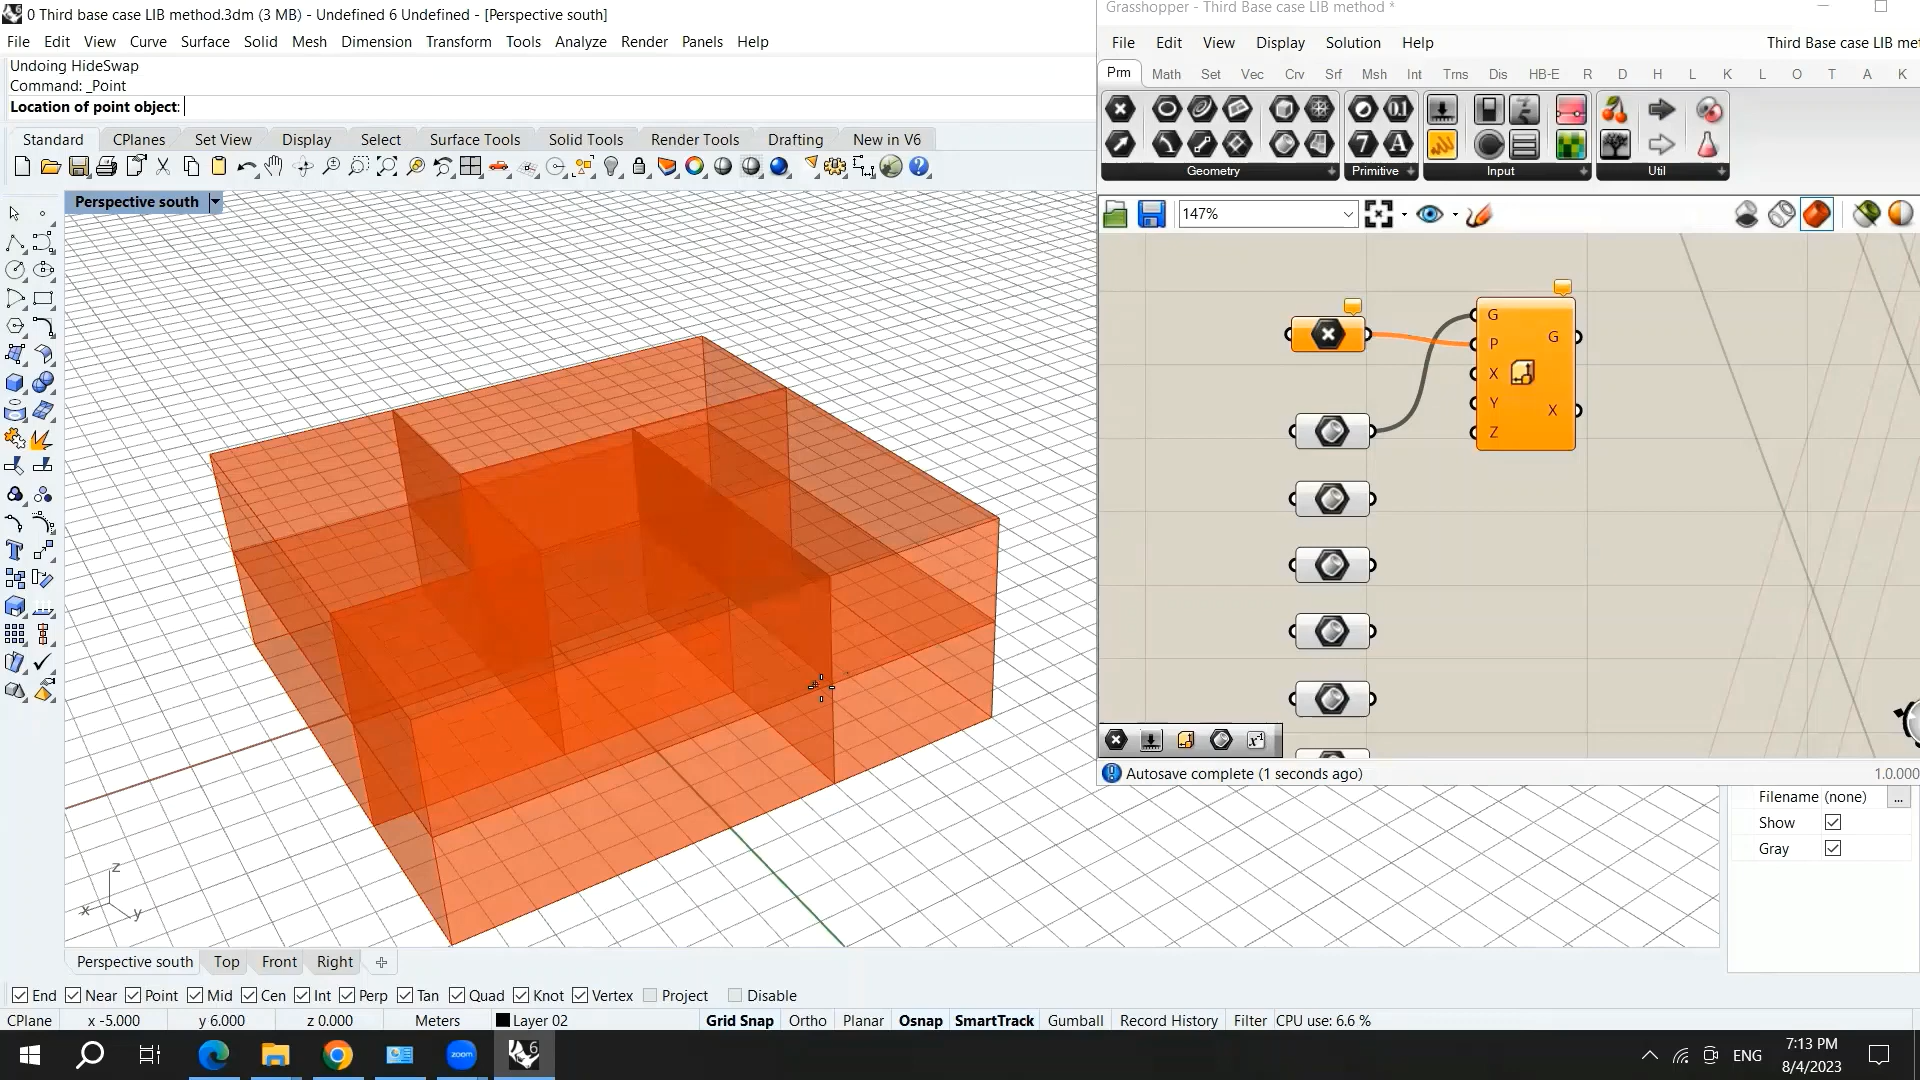 0 Third base case LIB method.3dm (3 MB) - Undefined 6 Undefined - [Perspective south]
File Edit View Curve Surface Solid Mesh Dimension Transform Tools Analyze Render Panels Help
Undoing HideSwap
Command: _Point
Location of point object:
Standard CPlanes Set View Display Select Surface Tools Solid Tools Render Tools Drafting New in V6
Perspective south
z
x
y
Perspective south Top Front Right
End Near Point Mid Cen Int Perp Tan Quad Knot Vertex Project Disable
CPlane x -5.000 y 6.000 z 0.000 Meters Layer 02 Grid Snap Ortho Planar Osnap SmartTrack Gumball Record History Filter CPU use: 6.6 %
Grasshopper - Third Base case LIB method *
File Edit View Display Solution Help Third Base case LIB me
Prm Math Set Vec Crv Srf Msh Int Trns Dis HB-E R D H L K L O T A K
Geometry Primitive Input Util
147%
G
P
X
Y
Z
G
X
Autosave complete (1 seconds ago) 1.0.000
Filename (none) ...
Show
Gray
zoom
6
ENG
7:13 PM
8/4/2023